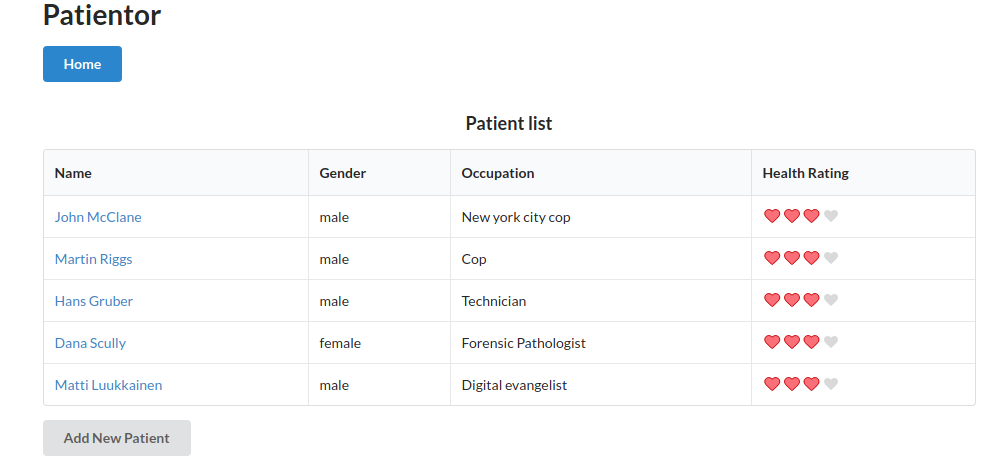 Patientor
Home
Patient list
Name Gender Occupation Health Rating
John McClane male New york city cop
Martin Riggs male Cop
Hans Gruber male Technician
Dana Scully female Forensic Pathologist
Matti Luukkainen male Digital evangelist
Add New Patient